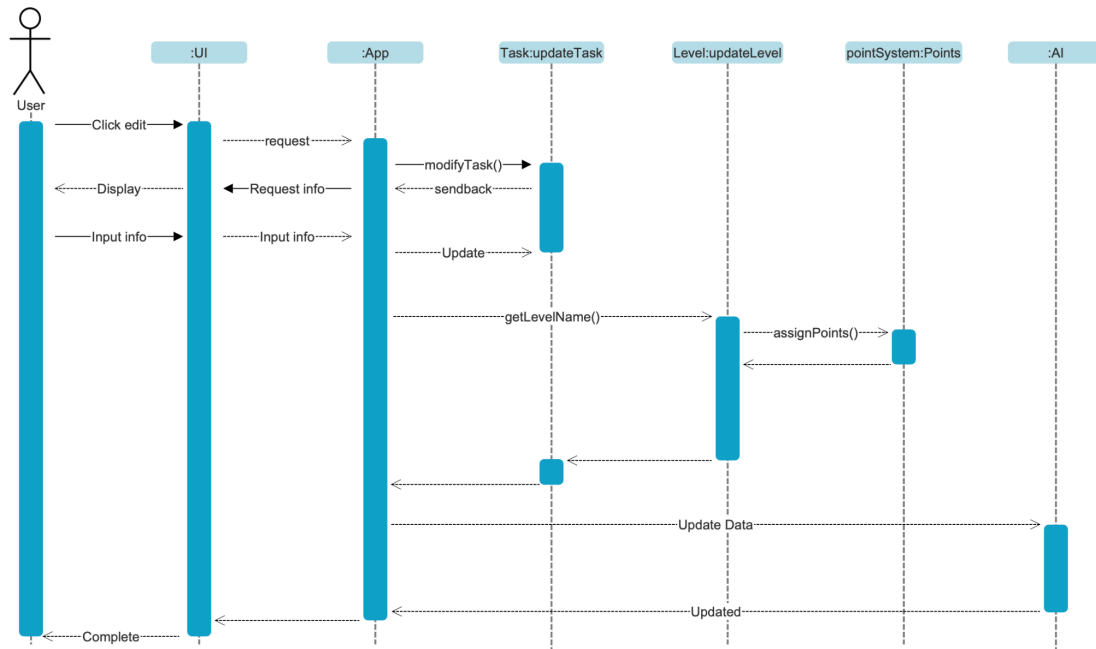 :UI
:App
Task:updateTask
Level:updateLevel
pointSystem:Points
:AI
User
Click edit
request
modifyTask()
Display
Request info
sendback
Input info
Input info
Update
getLevelName()
assignPoints()
Update Data
Updated
Complete